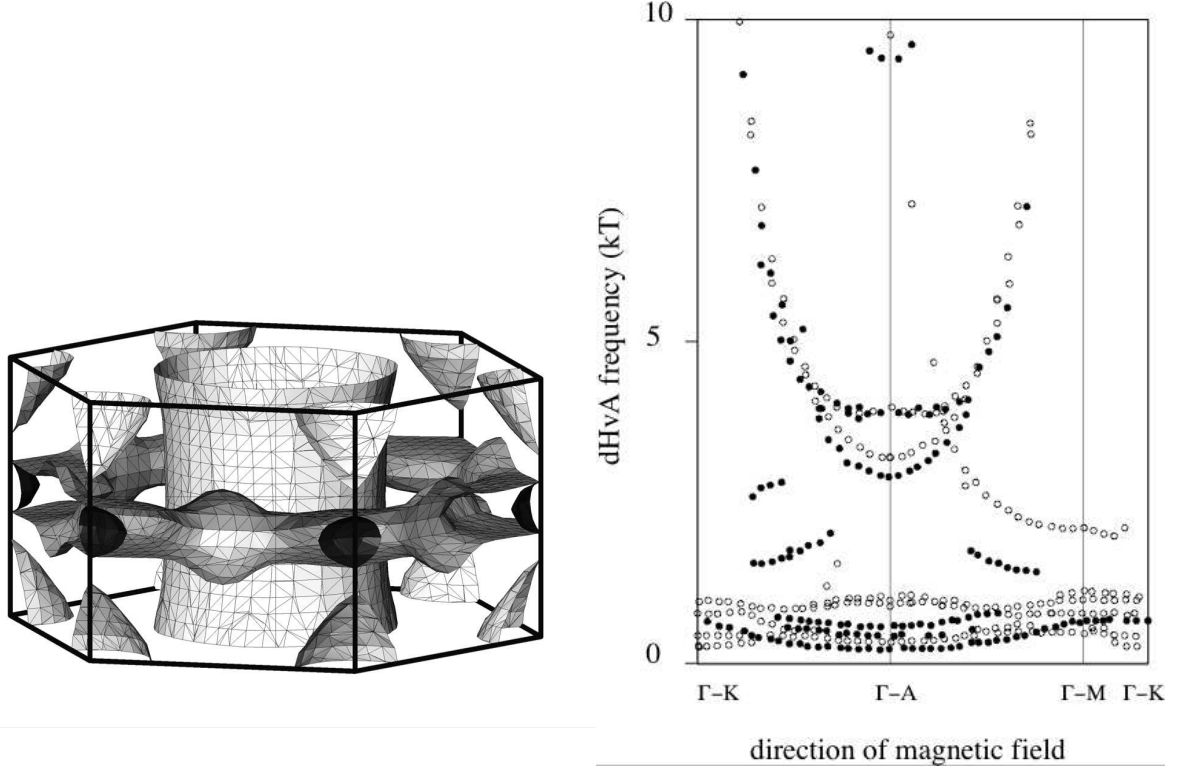 10
dHvA frequency (kT)
5
0
Γ–K Γ–A Γ–M Γ–K
direction of magnetic field